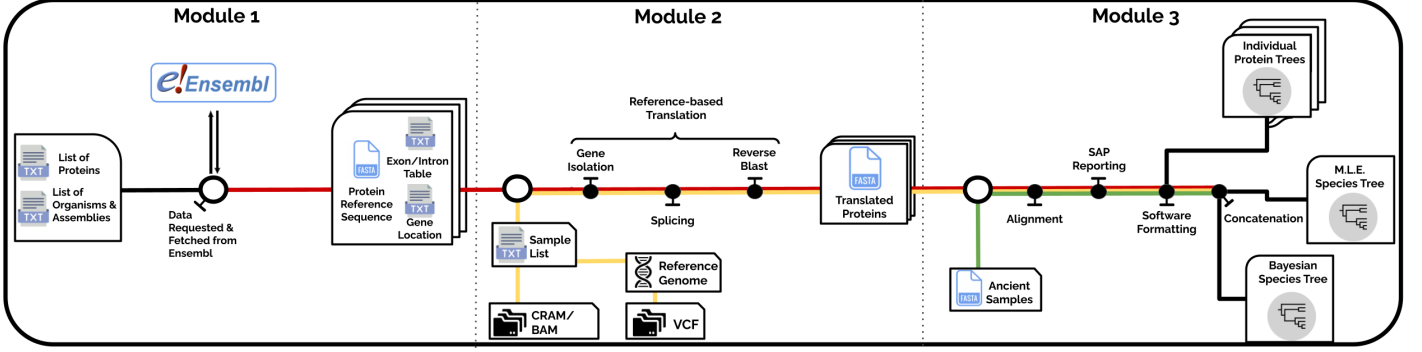 Module 1
Module 2
Module 3
e!Ensembl
TXT
List of
Proteins
TXT
List of
Organisms &
Assemblies
Data
Requested &
Fetched from
Ensembl
FASTA
Protein
Reference
Sequence
TXT
Exon/Intron
Table
TXT
Gene
Location
Reference-based
Translation
Gene
Isolation
Splicing
Reverse
Blast
TXT
Sample
List
CRAM/
BAM
Reference
Genome
VCF
FASTA
Translated
Proteins
FASTA
Ancient
Samples
Alignment
SAP
Reporting
Software
Formatting
Concatenation
Individual
Protein Trees
M.L.E.
Species Tree
Bayesian
Species Tree